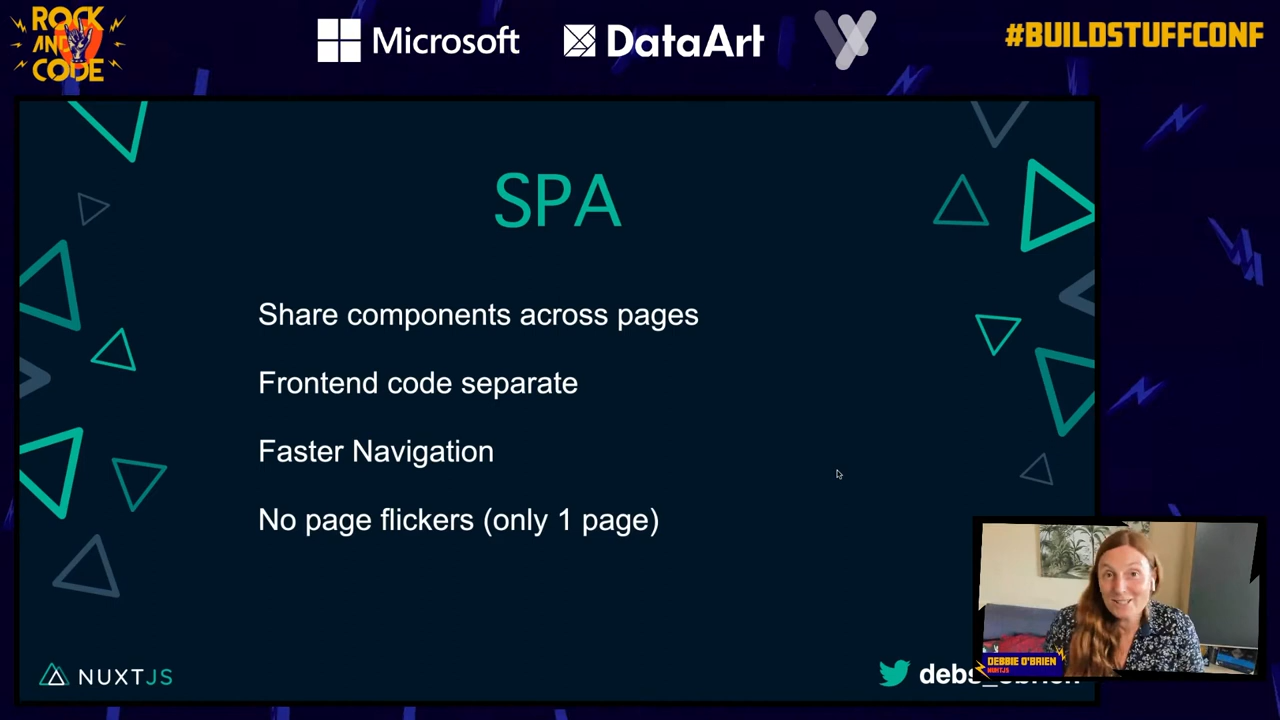 ROCK
AND
CODE
Microsoft
DataArt
#BUILDSTUFFCONF
SPA
Share components across pages
Frontend code separate
Faster Navigation
No page flickers (only 1 page)
NUXTJS
DEBBIE O'BRIEN
NUXTJS